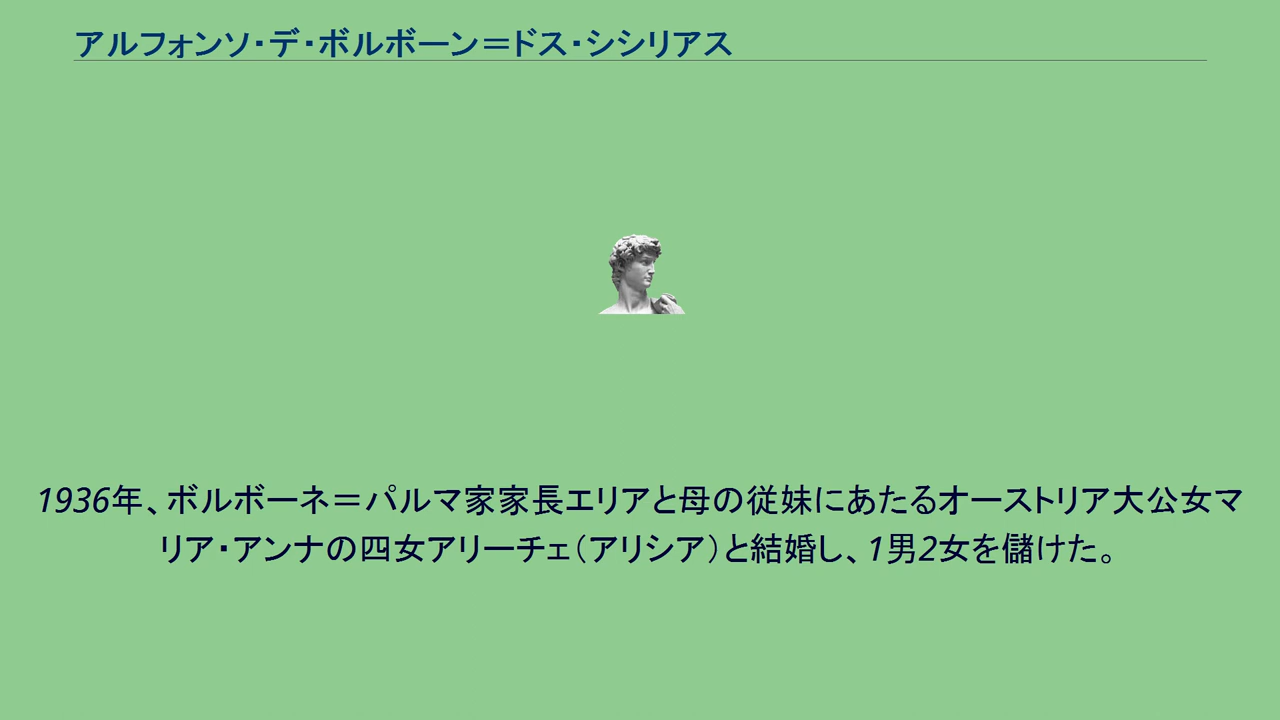 アルフォンソ・デ・ボルボーン＝ドス・シシリアス
1936年、ボルボーネ＝パルマ家家長エリアと母の従妹にあたるオーストリア大公女マ
リア・アンナの四女アリーチェ（アリシア）と結婚し、1男2女を儲けた。